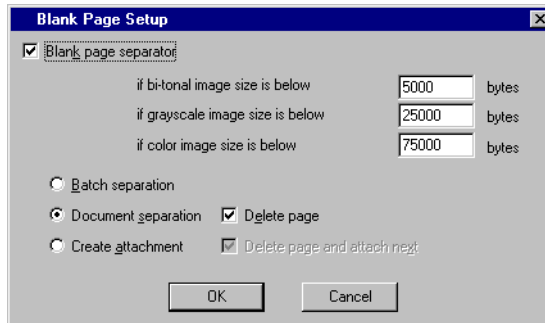 Blank Page Setup
Blank page separator
if bi-tonal image size is below 5000 bytes
if grayscale image size is below 25000 bytes
if color image size is below 75000 bytes
Batch separation
Document separation Delete page
Create attachment Delete page and attach next
OK Cancel